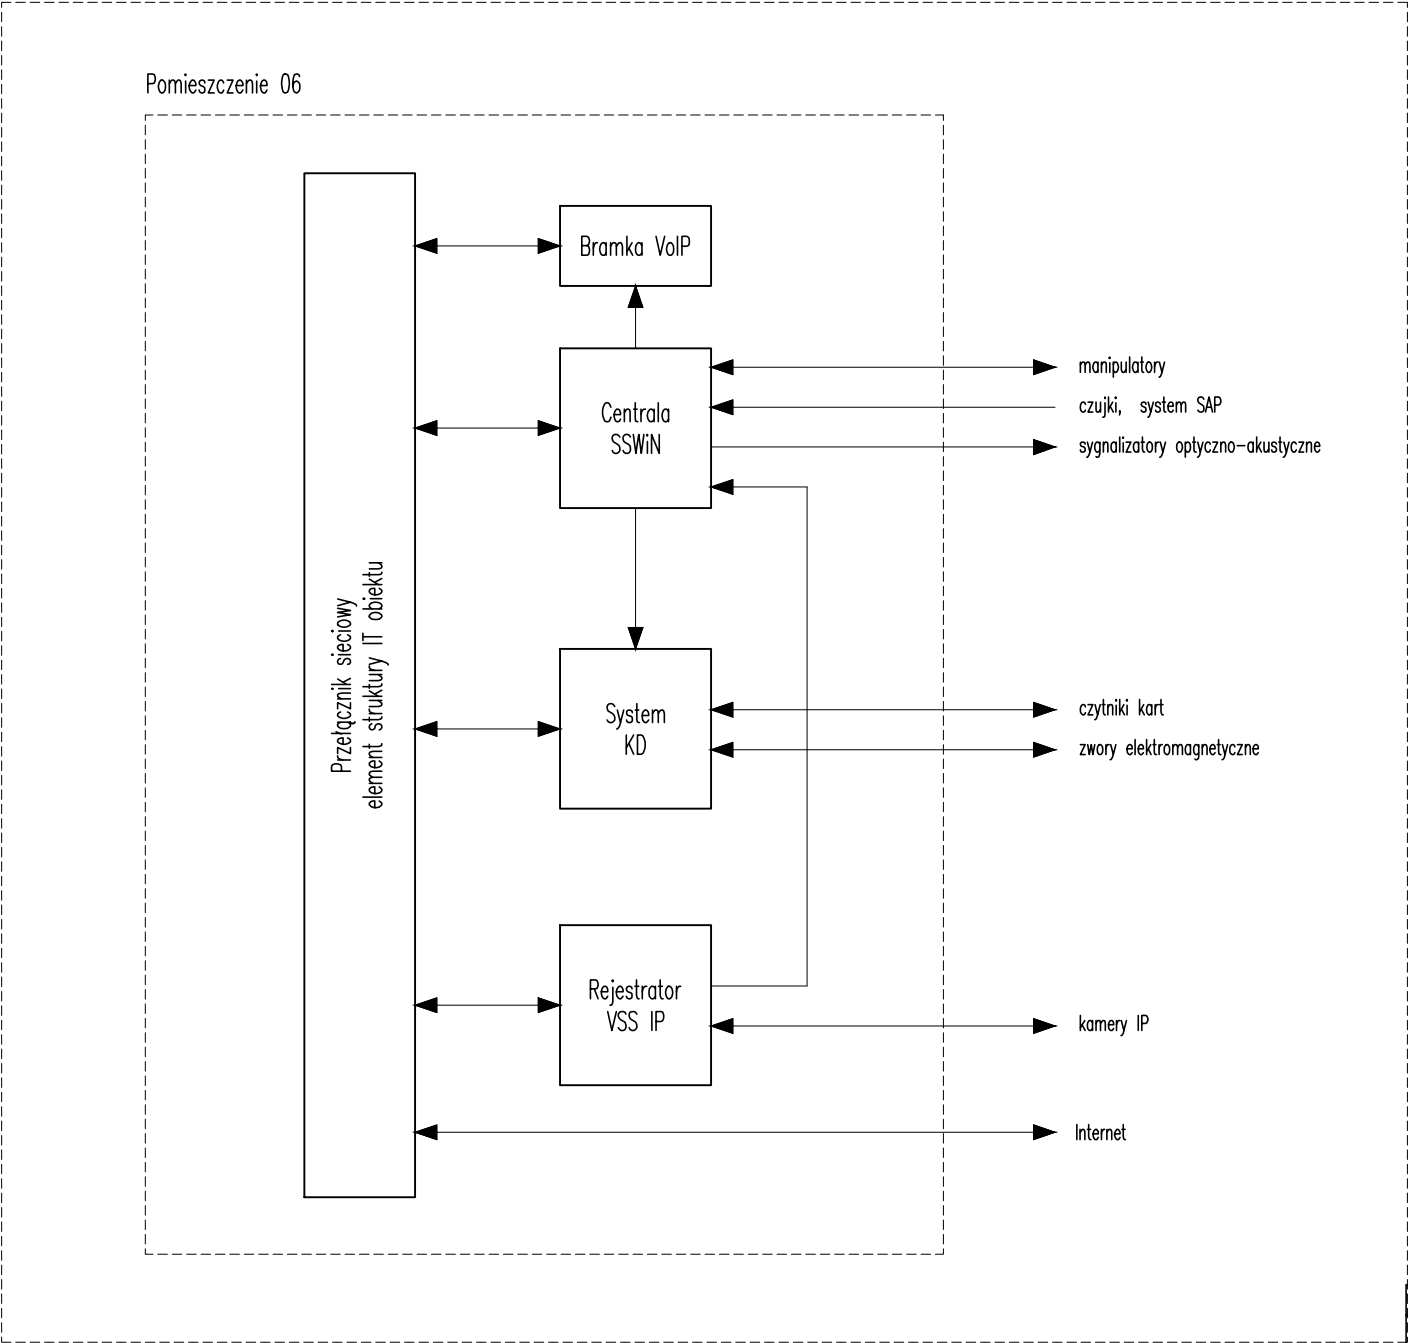 Pomieszczenie 06
Przełącznik sieciowy
element struktury IT obiektu
Bramka VoIP
Centrala
SSWiN
manipulatory
czujki, system SAP
sygnalizatory optyczno-akustyczne
System
KD
czytniki kart
zwory elektromagnetyczne
Rejestrator
VSS IP
kamery IP
Internet